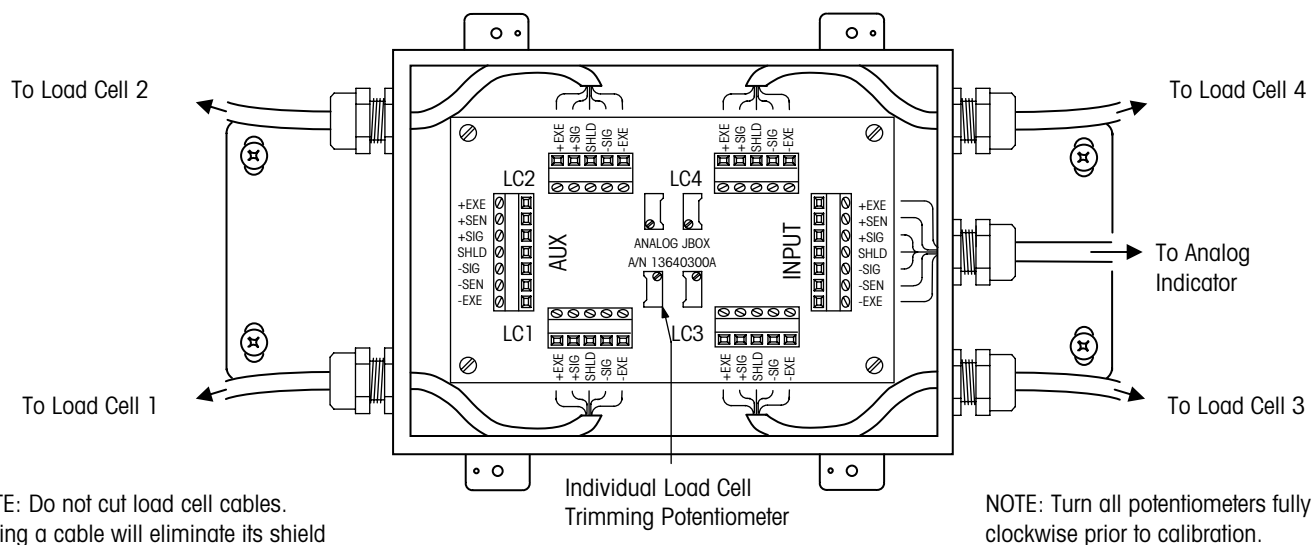 To Load Cell 2
To Load Cell 4
+EXE +SIG SHLD -SIG -EXE
+EXE +SIG SHLD -SIG -EXE
LC2
LC4
+EXE
+SEN
+SIG
SHLD
-SIG
-SEN
-EXE
AUX
ANALOG JBOX
A/N 13640300A
INPUT
+EXE
+SEN
+SIG
SHLD
-SIG
-SEN
-EXE
To Analog
Indicator
LC1
LC3
+EXE +SIG SHLD -SIG -EXE
+EXE +SIG SHLD -SIG -EXE
To Load Cell 1
To Load Cell 3
Individual Load Cell
Trimming Potentiometer
TE: Do not cut load cell cables.
ing a cable will eliminate its shield
NOTE: Turn all potentiometers fully
clockwise prior to calibration.